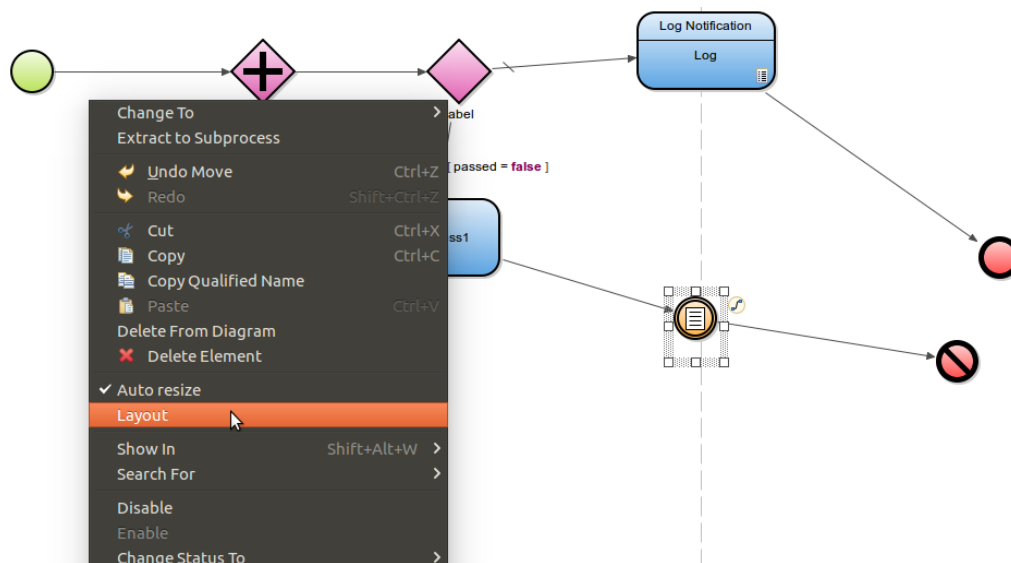 Log Notification
Log
abel
[ passed = false ]
ss1
Change To
Extract to Subprocess
Undo Move Ctrl+Z
Redo Shift+Ctrl+Z
Cut Ctrl+X
Copy Ctrl+C
Copy Qualified Name
Paste Ctrl+V
Delete From Diagram
Delete Element
Auto resize
Layout
Show In Shift+Alt+W
Search For
Disable
Enable
Change Status To